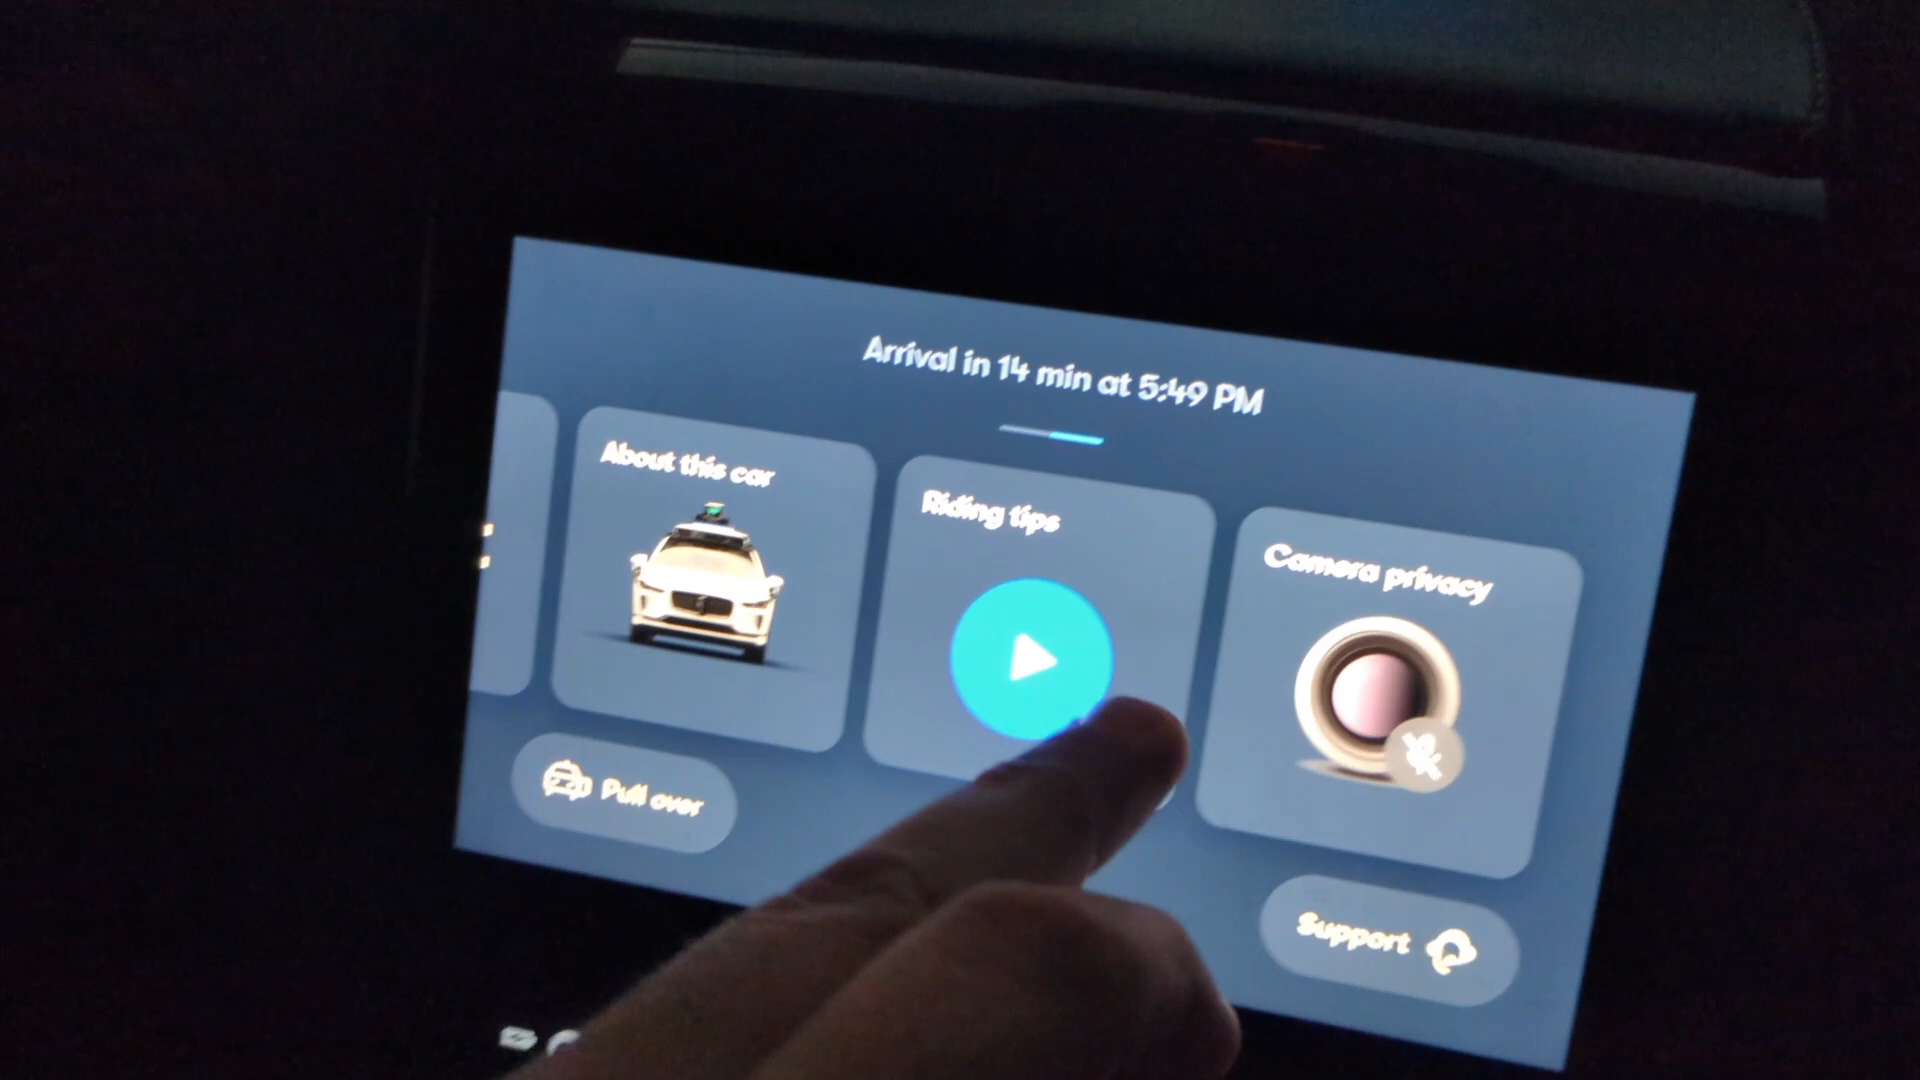 Arrival in 14 min at 5:49 PM
About this car
Riding tips
Camera privacy
Pull over
Support